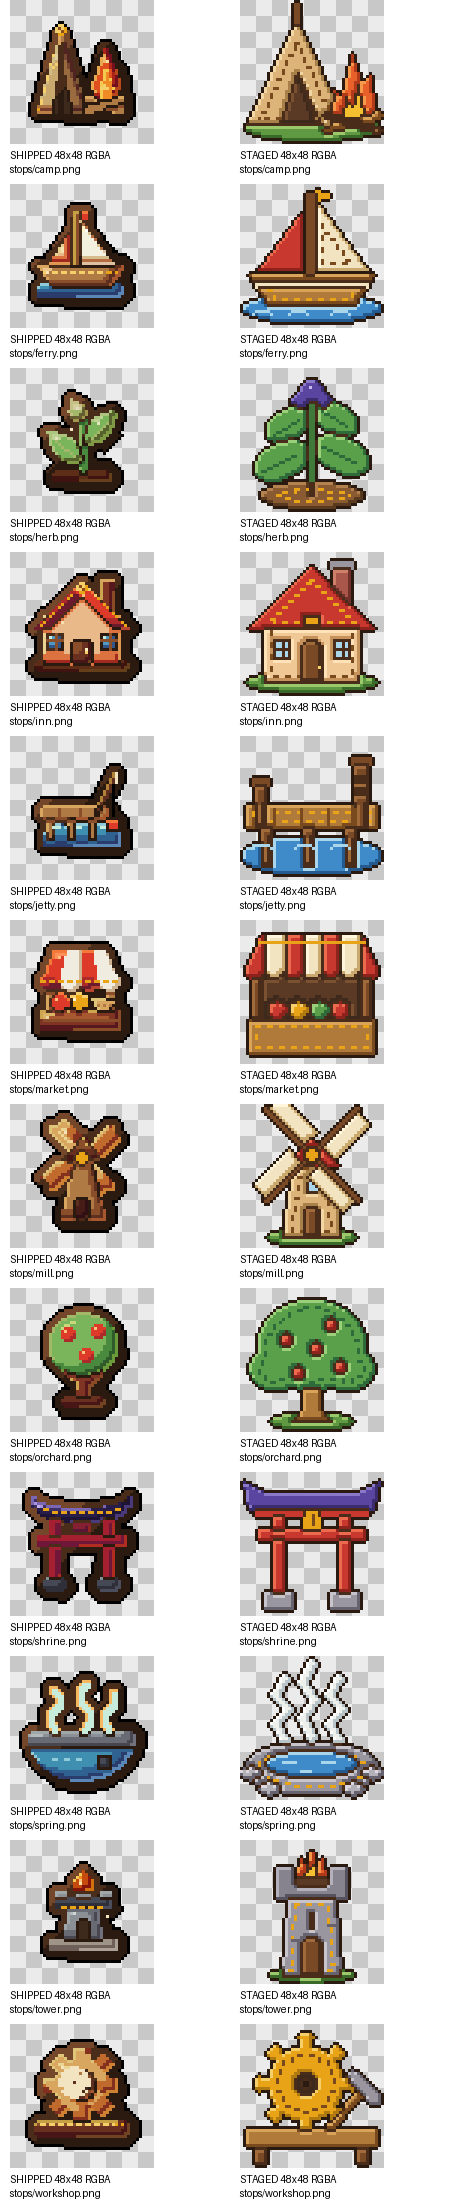 SHIPPED 48x48 RGBA
stops/camp.png
STAGED 48x48 RGBA
stops/camp.png
SHIPPED 48x48 RGBA
stops/ferry.png
STAGED 48x48 RGBA
stops/ferry.png
SHIPPED 48x48 RGBA
stops/herb.png
STAGED 48x48 RGBA
stops/herb.png
SHIPPED 48x48 RGBA
stops/inn.png
STAGED 48x48 RGBA
stops/inn.png
SHIPPED 48x48 RGBA
stops/jetty.png
STAGED 48x48 RGBA
stops/jetty.png
SHIPPED 48x48 RGBA
stops/market.png
STAGED 48x48 RGBA
stops/market.png
SHIPPED 48x48 RGBA
stops/mill.png
STAGED 48x48 RGBA
stops/mill.png
SHIPPED 48x48 RGBA
stops/orchard.png
STAGED 48x48 RGBA
stops/orchard.png
SHIPPED 48x48 RGBA
stops/shrine.png
STAGED 48x48 RGBA
stops/shrine.png
SHIPPED 48x48 RGBA
stops/spring.png
STAGED 48x48 RGBA
stops/spring.png
SHIPPED 48x48 RGBA
stops/tower.png
STAGED 48x48 RGBA
stops/tower.png
SHIPPED 48x48 RGBA
stops/workshop.png
STAGED 48x48 RGBA
stops/workshop.png